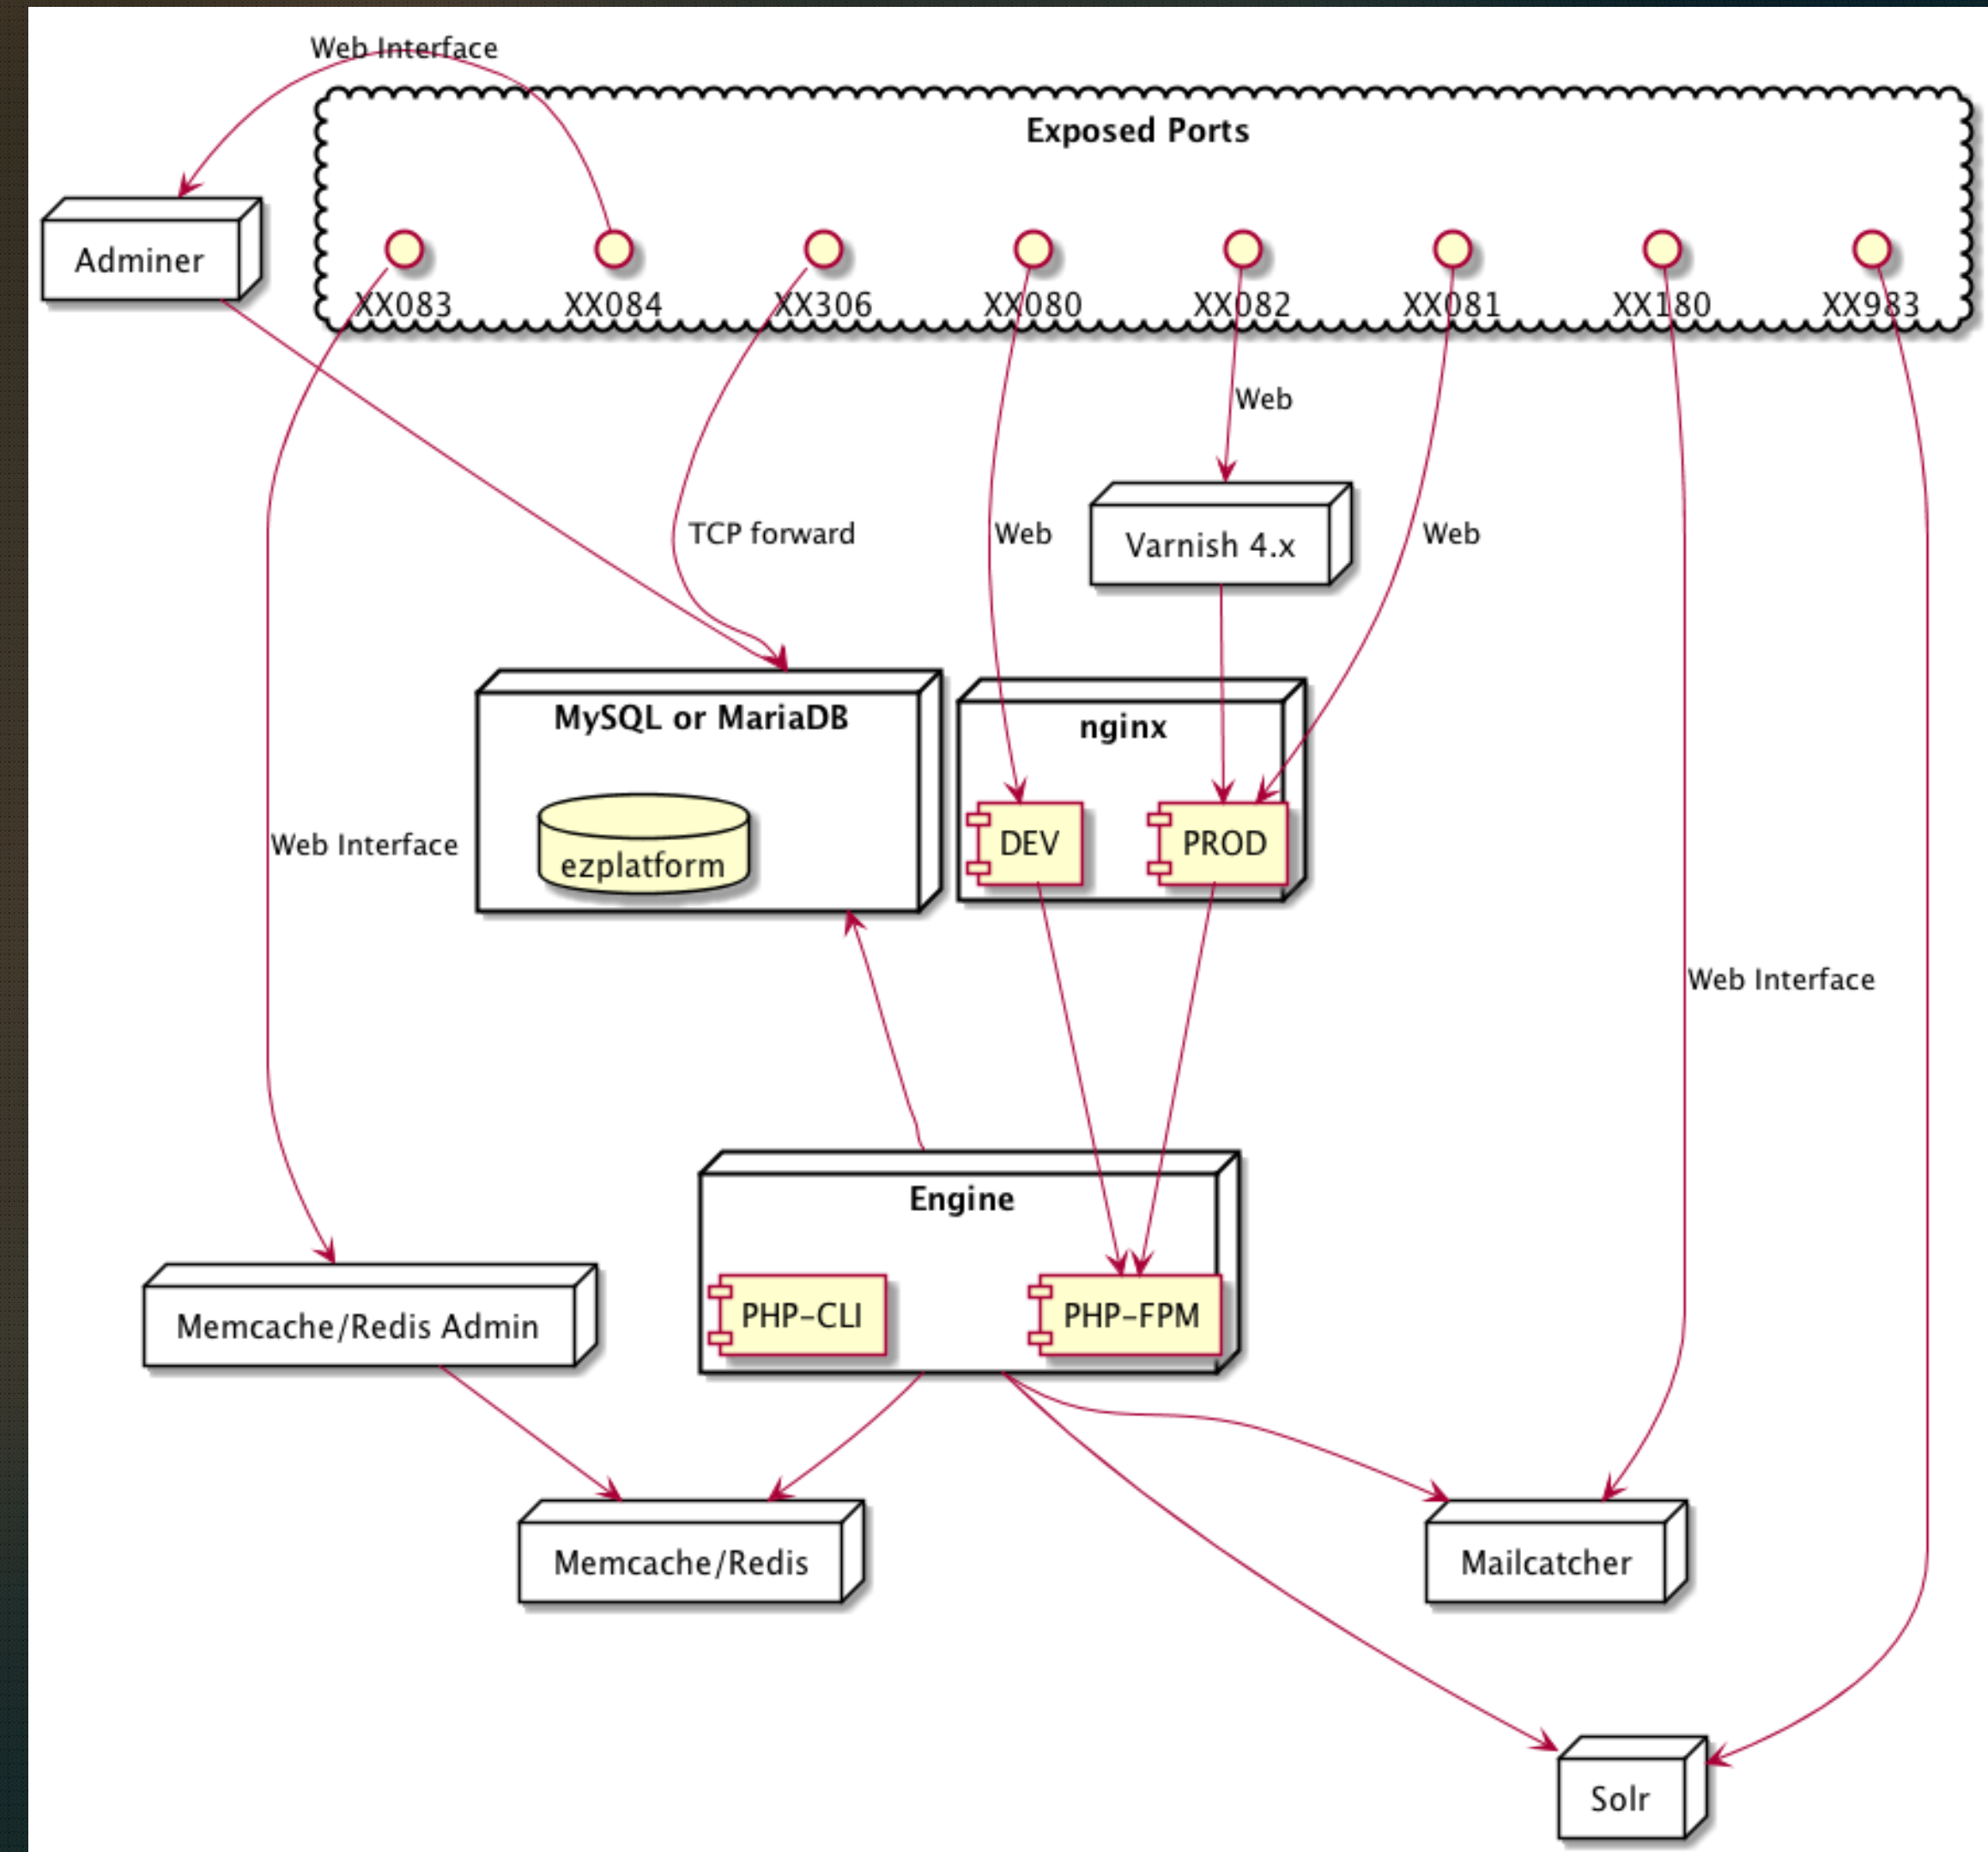 Web Interface
Exposed Ports
Adminer
XX083
XX084
XX306
XX080
XX082
XX081
XX180
XX983
Web
TCP forward
Web
Varnish 4.x
Web
MySQL or MariaDB
nginx
ezplatform
DEV
PROD
Web Interface
Web Interface
Engine
PHP-CLI
PHP-FPM
Memcache/Redis Admin
Memcache/Redis
Mailcatcher
Solr